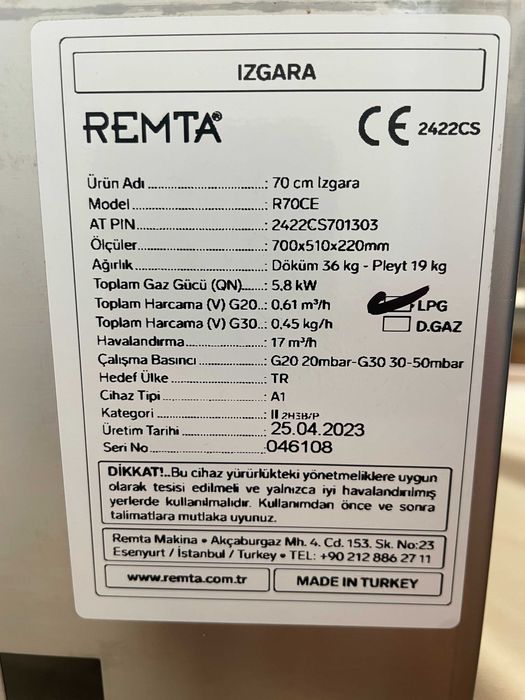 IZGARA
REMTA® CE 2422CS
Ürün Adı : 70 cm Izgara
Model : R70CE
AT PIN : 2422CS701303
Ölçüler : 700x510x220mm
Ağırlık : Döküm 36 kg - Pleyt 19 kg
Toplam Gaz Gücü (QN) : 5,8 kW
Toplam Harcama (V) G20..: 0,61 m³/h LPG
Toplam Harcama (V) G30..: 0,45 kg/h D.GAZ
Havalandırma : 17 m³/h
Çalışma Basıncı : G20 20mbar-G30 30-50mbar
Hedef Ülke : TR
Cihaz Tipi : A1
Kategori : II 2H3B/P
Üretim Tarihi : 25.04.2023
Seri No : 046108
DİKKAT!..Bu cihaz yürürlükteki yönetmeliklere uygun
olarak tesisi edilmeli ve yalnızca iyi havalandırılmış
yerlerde kullanılmalıdır. Kullanımdan önce ve sonra
talimatlara mutlaka uyunuz.
Remta Makina • Akçaburgaz Mh. 4. Cd. 153. Sk. No:23
Esenyurt / İstanbul / Turkey • TEL: +90 212 886 27 11
www.remta.com.tr MADE IN TURKEY